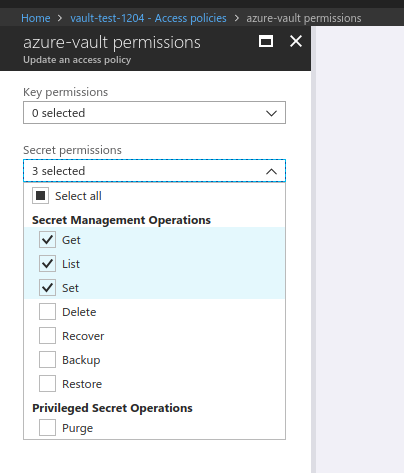 Home > vault-test-1204 - Access policies > azure-vault permissions
azure-vault permissions
Update an access policy
Key permissions
0 selected
Secret permissions
3 selected
Select all
Secret Management Operations
Get
List
Set
Delete
Recover
Backup
Restore
Privileged Secret Operations
Purge